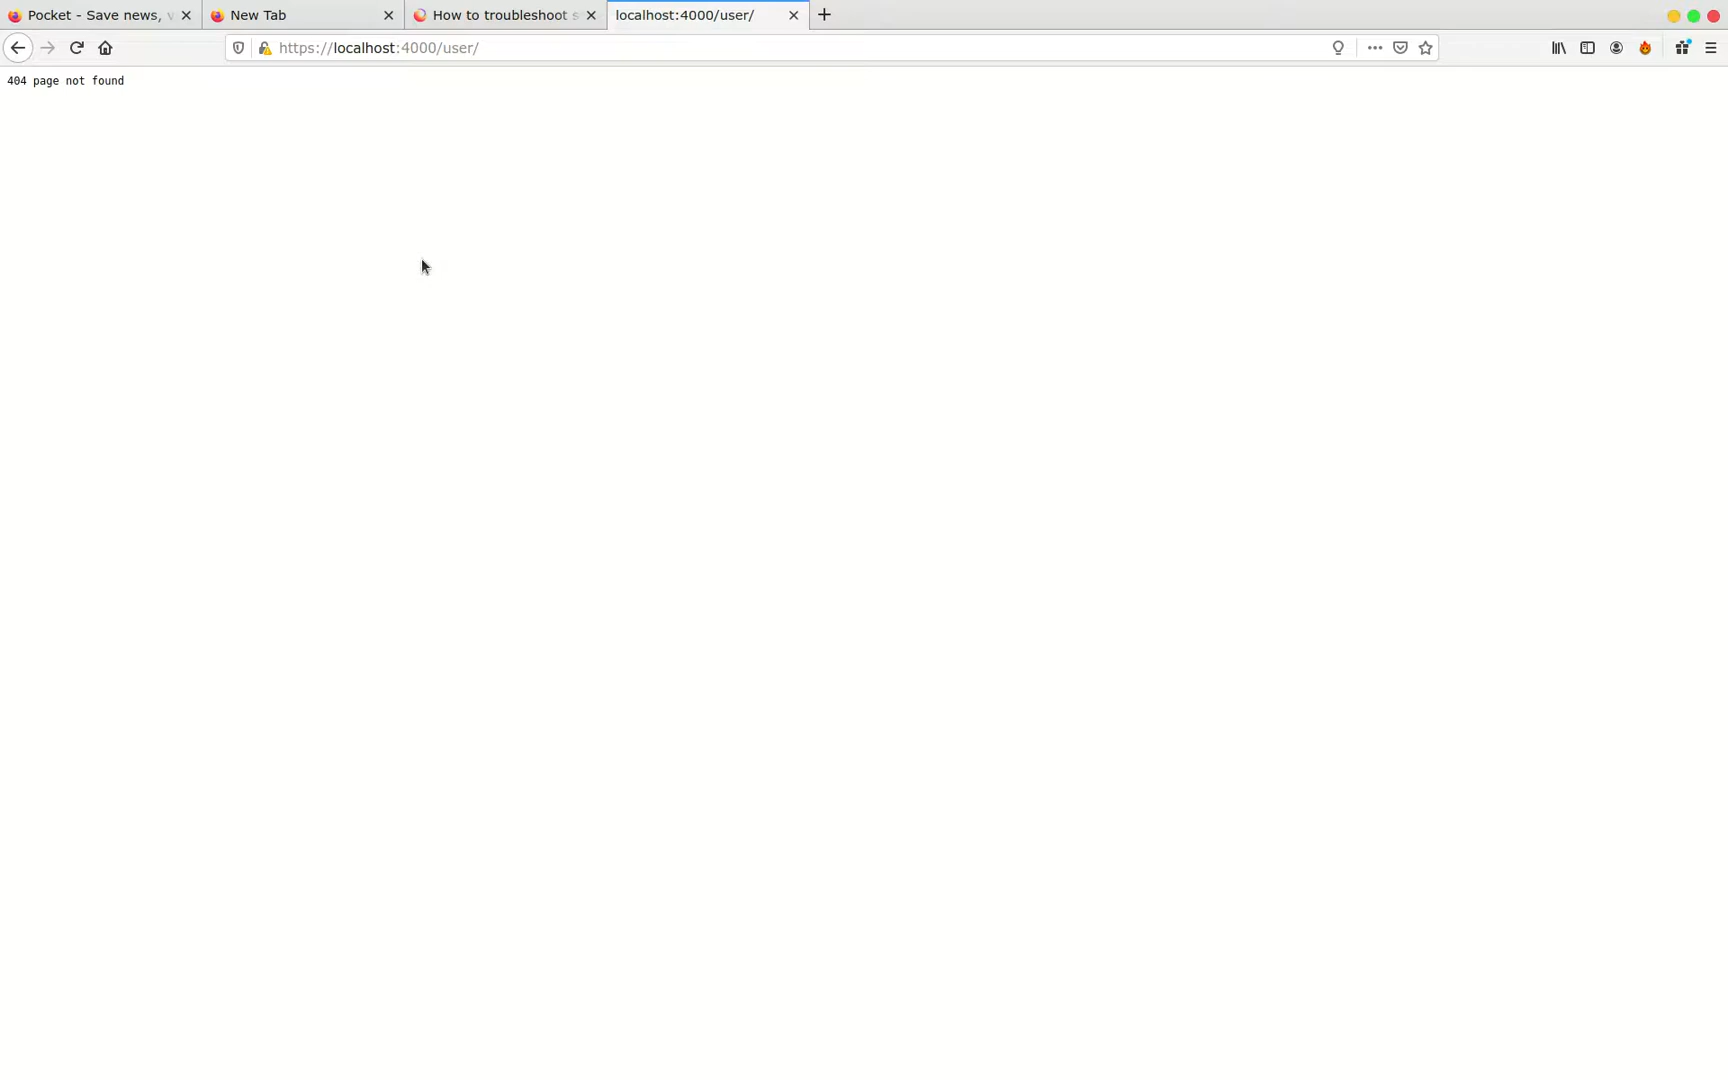 Pocket - Save news,
New Tab
How to troubleshoot
localhost:4000/user/
https://localhost:4000/user/
404 page not found